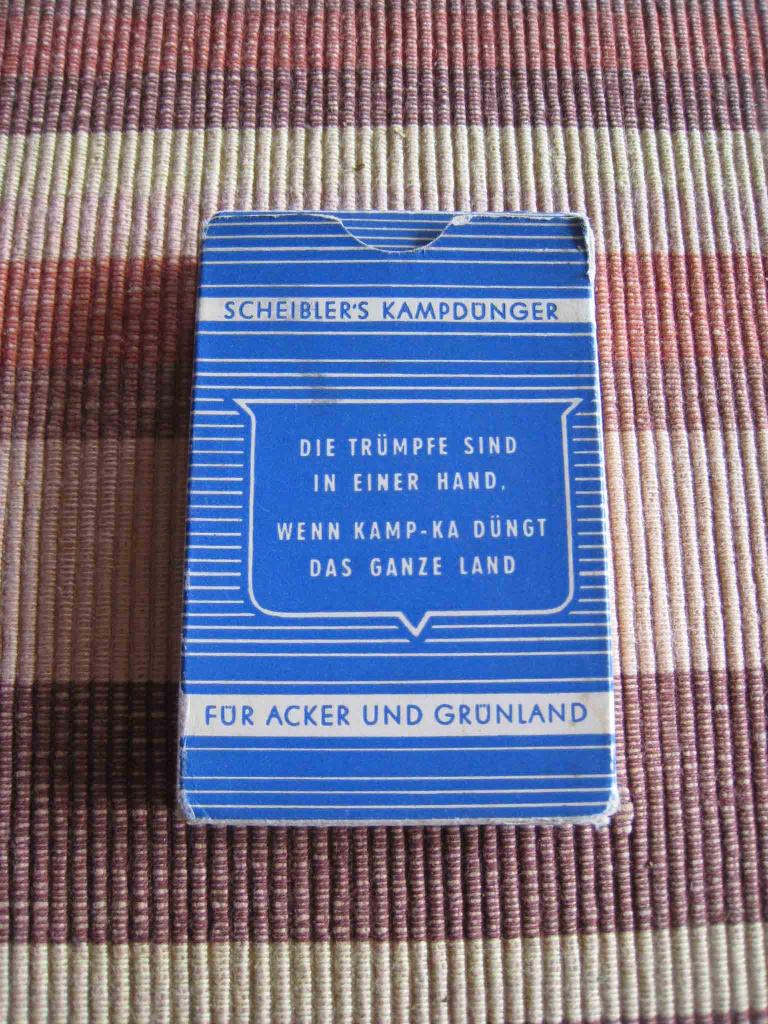 SCHEIBLER'S KAMPDÜNGER
DIE TRÜMPFE SIND
IN EINER HAND,
WENN KAMP-KA DÜNGT
DAS GANZE LAND
FÜR ACKER UND GRÜNLAND